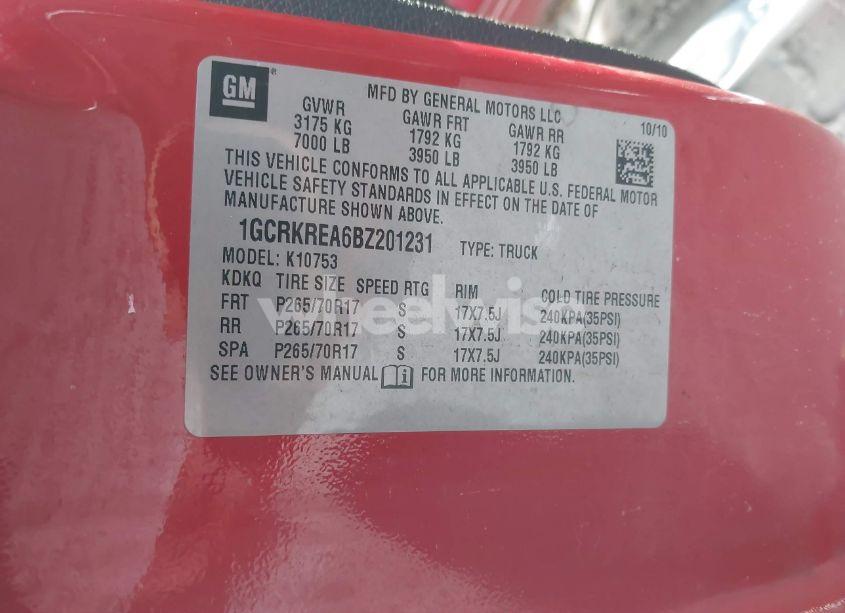 GM
MFD BY GENERAL MOTORS LLC
GVWR GAWR FRT GAWR RR 10/10
3175 KG 1792 KG 1792 KG
7000 LB 3950 LB 3950 LB
THIS VEHICLE CONFORMS TO ALL APPLICABLE U.S. FEDERAL MOTOR
VEHICLE SAFETY STANDARDS IN EFFECT ON THE DATE OF
MANUFACTURE SHOWN ABOVE.
1GCRKREA6BZ201231 TYPE: TRUCK
MODEL: K10753
KDKQ TIRE SIZE SPEED RTG RIM COLD TIRE PRESSURE
FRT P265/70R17 S 17X7.5J 240KPA(35PSI)
RR P265/70R17 S 17X7.5J 240KPA(35PSI)
SPA P265/70R17 S 17X7.5J 240KPA(35PSI)
SEE OWNER'S MANUAL FOR MORE INFORMATION.